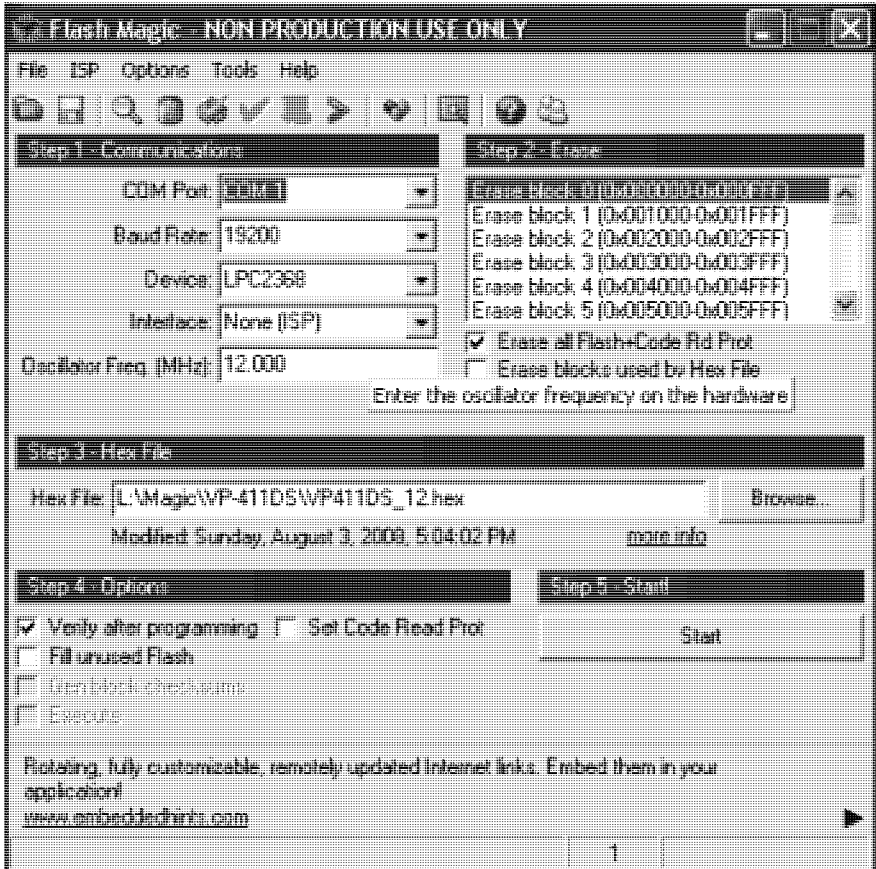 Flash Magic - NON PRODUCTION USE ONLY
File ISP Options Tools Help
Step 1 - Communications
COM Port: COM 1
Baud Rate: 19200
Device: LPC2368
Interface: None (ISP)
Oscillator Freq. (MHz): 12.000
Step 2 - Erase
Erase block 0 (0x000000-0x000FFF)
Erase block 1 (0x001000-0x001FFF)
Erase block 2 (0x002000-0x002FFF)
Erase block 3 (0x003000-0x003FFF)
Erase block 4 (0x004000-0x004FFF)
Erase block 5 (0x005000-0x005FFF)
Erase all Flash+Code Rd Prot
Erase blocks used by Hex File
Enter the oscillator frequency on the hardware
Step 3 - Hex File
Hex File: L:\Magic\VP-411DS\VP411DS_12.hex Browse...
Modified: Sunday, August 3, 2008, 5:04:02 PM more info
Step 4 - Options
Verify after programming Set Code Read Prot
Fill unused Flash
Gen block checksums
Execute
Step 5 - Start!
Start
Rotating, fully customizable, remotely updated Internet links. Embed them in your
application!
www.embeddedhints.com
1